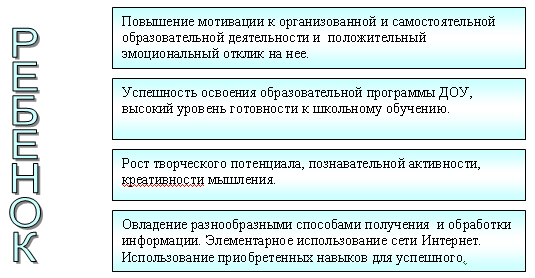 РЕБЕНОК
Повышение мотивации к организованной и самостоятельной
образовательной деятельности и  положительный
эмоциональный отклик на нее.
Успешность освоения образовательной программы ДОУ,
высокий уровень готовности к школьному обучению.
Рост творческого потенциала, познавательной активности,
креативности мышления.
Овладение разнообразными способами получения  и обработки
информации. Элементарное использование сети Интернет.
Использование приобретенных навыков для успешного,